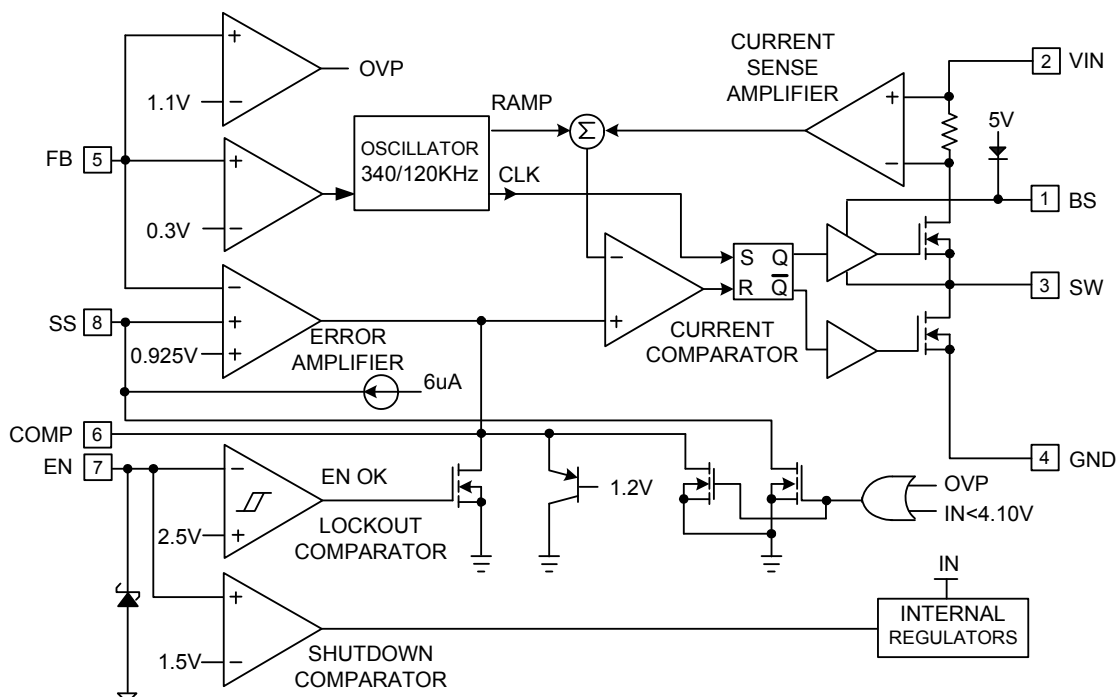 CURRENT
SENSE
AMPLIFIER
2 VIN
+
OVP
1.1V
−
RAMP
+
5V
FB 5
+
OSCILLATOR
340/120KHz
Σ
−
CLK
1 BS
0.3V
−
−
S Q
R Q̅
SS 8
−
+
0.925V
+
ERROR
AMPLIFIER
+
CURRENT
COMPARATOR
3 SW
6uA
COMP 6
EN 7
4 GND
−
EN OK
1.2V
OVP
IN<4.10V
2.5V
+
LOCKOUT
COMPARATOR
IN
+
INTERNAL
REGULATORS
1.5V
−
SHUTDOWN
COMPARATOR